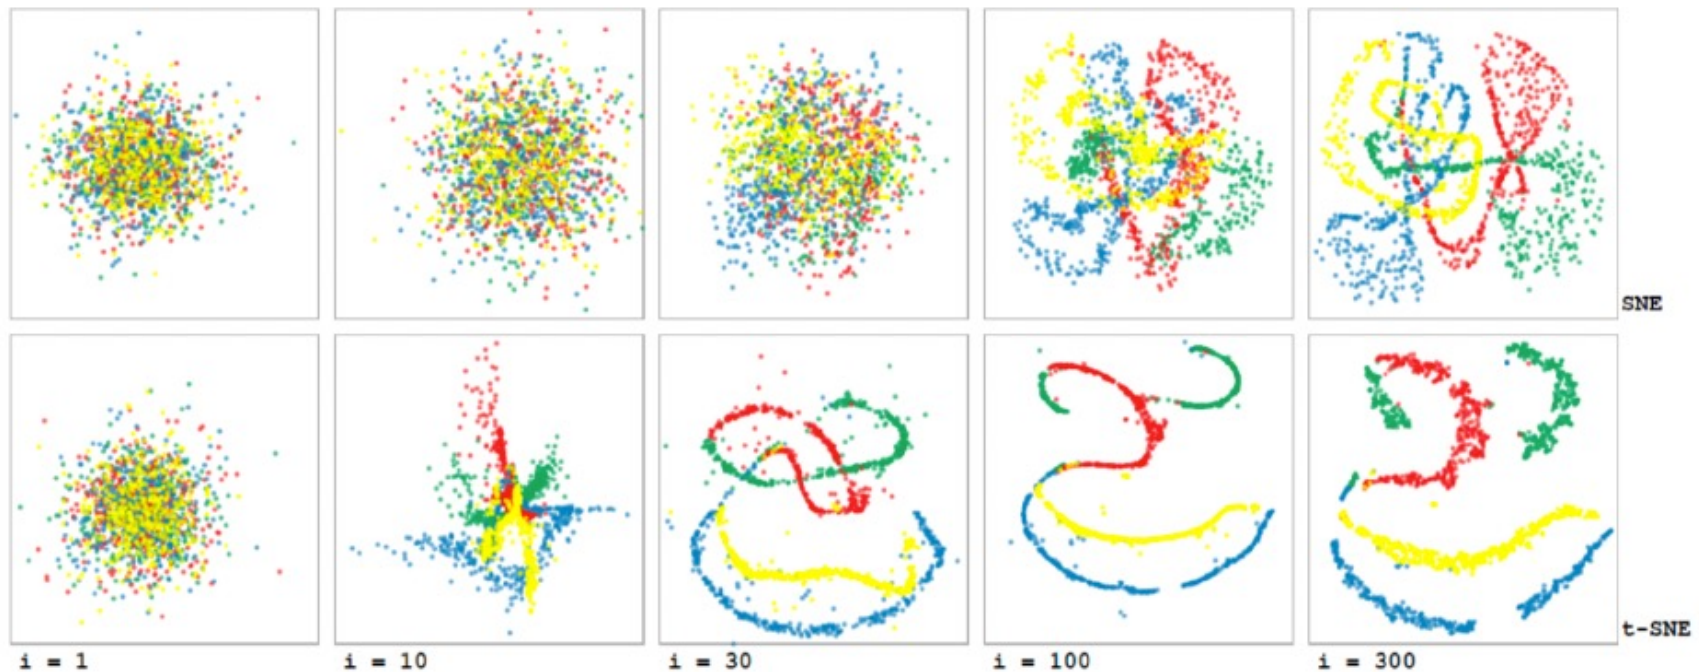 SNE
t-SNE
i = 1
i = 10
i = 30
i = 100
i = 300